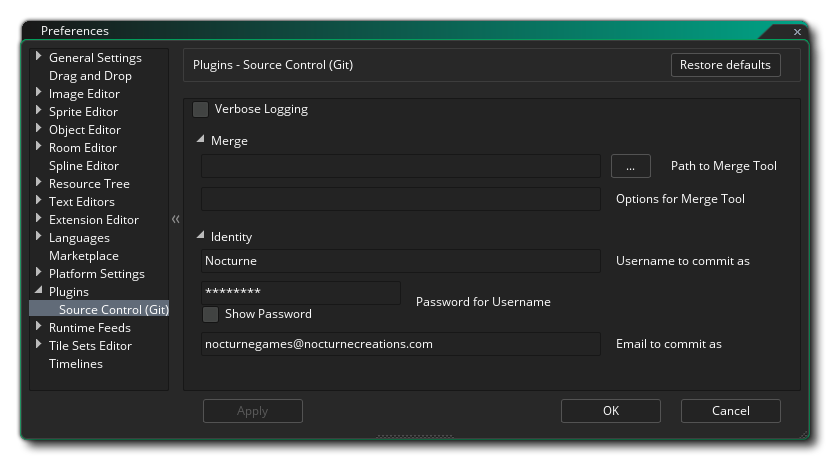 Preferences
General Settings
Drag and Drop
Image Editor
Sprite Editor
Object Editor
Room Editor
Spline Editor
Resource Tree
Text Editors
Extension Editor
Languages
Marketplace
Platform Settings
Plugins
Source Control (Git)
Runtime Feeds
Tile Sets Editor
Timelines
Plugins - Source Control (Git)
Restore defaults
Verbose Logging
Merge
... Path to Merge Tool
Options for Merge Tool
Identity
Nocturne Username to commit as
******** Password for Username
Show Password
nocturnegames@nocturnecreations.com Email to commit as
Apply OK Cancel